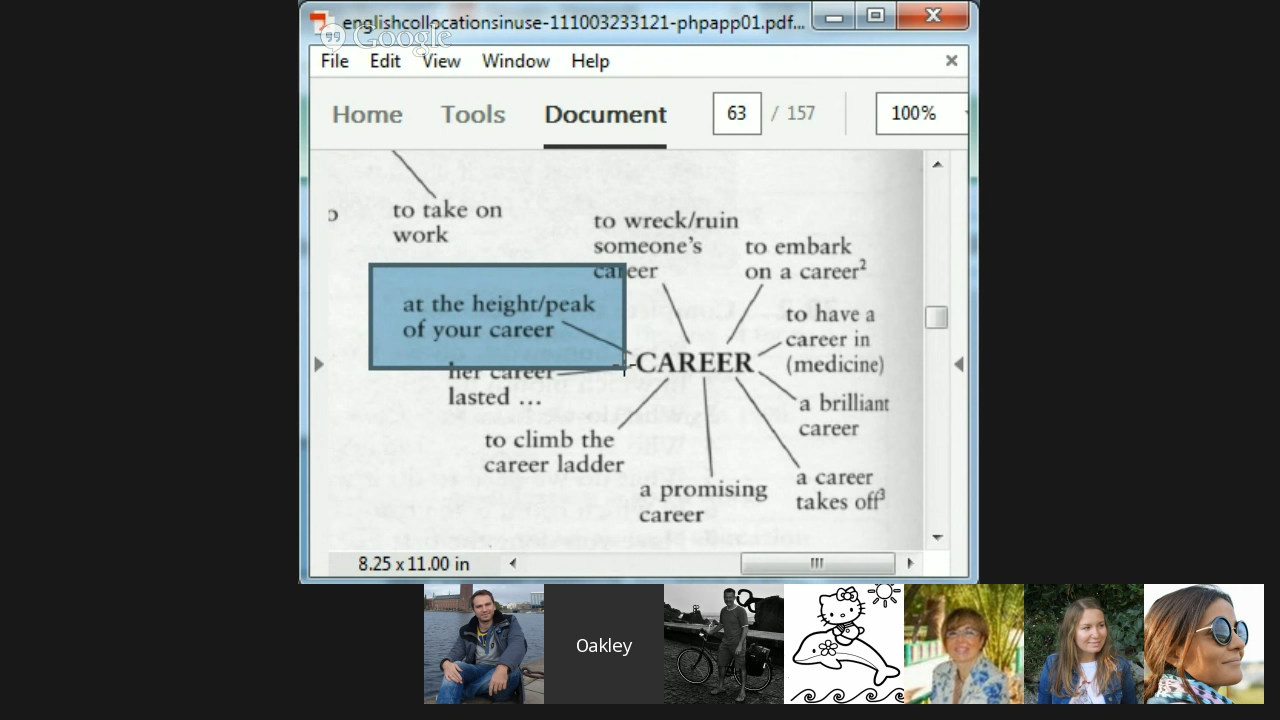 englishcollocationsinuse-111003233121-phpapp01.pdf...
Google
File Edit View Window Help
Home Tools Document 63 / 157 100%
to take on
work
to wreck/ruin
someone's
career
to embark
on a career²
at the height/peak
of your career
to have a
career in
(medicine)
CAREER
her career
lasted ...
a brilliant
career
to climb the
career ladder
a promising
career
a career
takes off³
8.25 x 11.00 in
Oakley